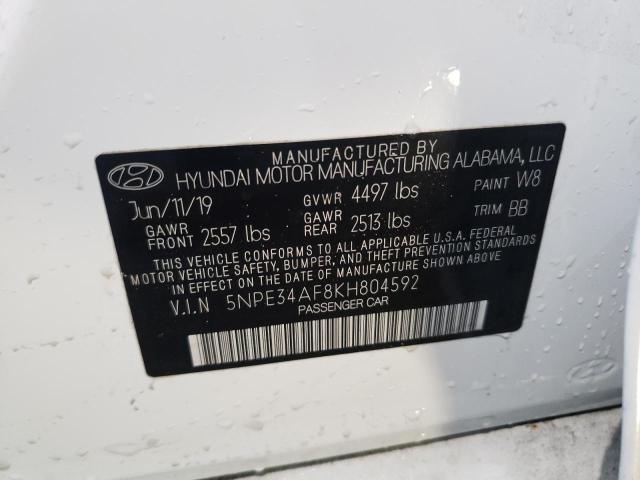 MANUFACTURED BY
HYUNDAI MOTOR MANUFACTURING ALABAMA, LLC
Jun/11/19 GVWR 4497 lbs PAINT W8
GAWR FRONT 2557 lbs GAWR REAR 2513 lbs TRIM BB
THIS VEHICLE CONFORMS TO ALL APPLICABLE U.S.A. FEDERAL
MOTOR VEHICLE SAFETY, BUMPER, AND THEFT PREVENTION STANDARDS
IN EFFECT ON THE DATE OF MANUFACTURE SHOWN ABOVE.
V.I.N 5NPE34AF8KH804592
PASSENGER CAR